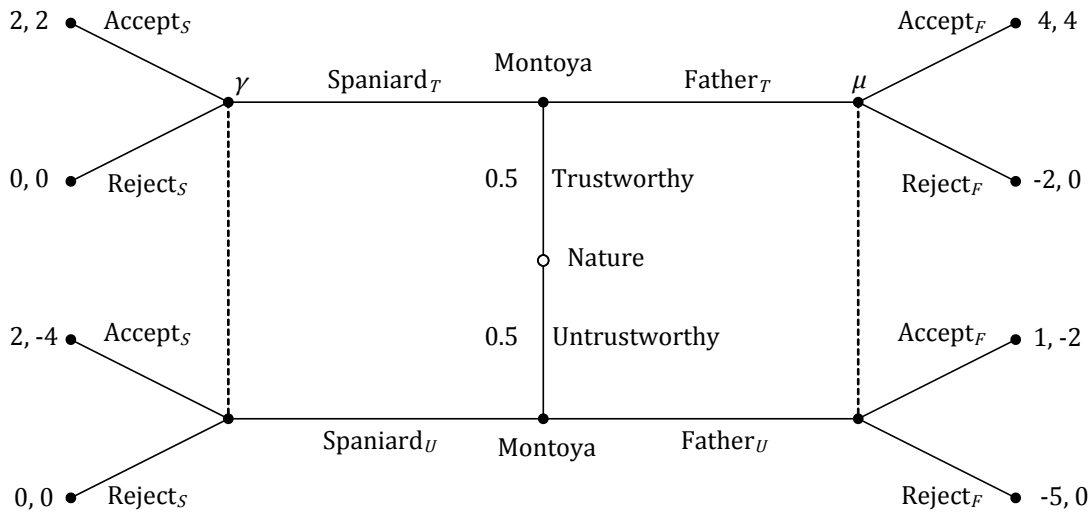 2, 2 Accept_S Accept_F 4, 4
γ Spaniard_T Montoya Father_T μ
0, 0 Reject_S 0.5 Trustworthy Reject_F -2, 0
Nature
2, -4 Accept_S 0.5 Untrustworthy Accept_F 1, -2
Spaniard_U Montoya Father_U
0, 0 Reject_S Reject_F -5, 0